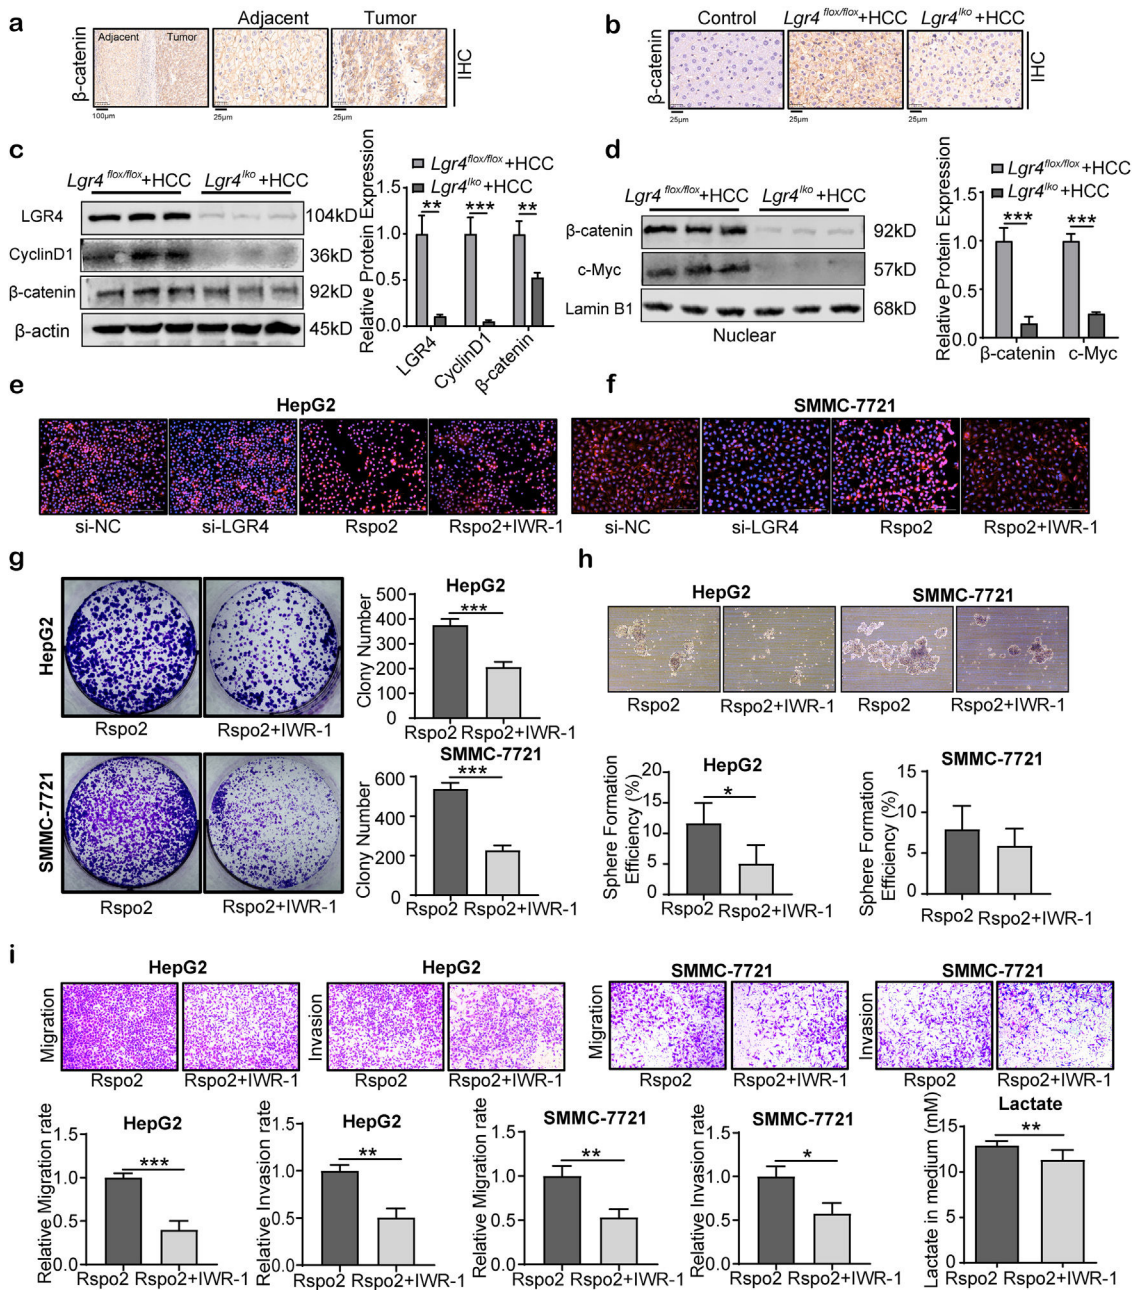 a
Adjacent
Tumor
β-catenin
Adjacent
Tumor
IHC
100μm
25μm
25μm
b
Control
Lgr4 flox/flox+HCC
Lgr4lko +HCC
β-catenin
IHC
25μm
25μm
25μm
c
Lgr4 flox/flox+HCC
Lgr4lko +HCC
LGR4
104kD
CyclinD1
36kD
β-catenin
92kD
β-actin
45kD
Lgr4 flox/flox+HCC
Lgr4lko +HCC
Relative Protein Expression
1.5
1.0
0.5
0.0
**
***
**
LGR4
CyclinD1
β-catenin
d
Lgr4flox/flox+HCC
Lgr4lko +HCC
β-catenin
92kD
c-Myc
57kD
Lamin B1
68kD
Nuclear
Lgr4flox/flox +HCC
Lgr4lko +HCC
Relative Protein Expression
1.5
1.0
0.5
0.0
***
***
β-catenin
c-Myc
e
HepG2
si-NC
si-LGR4
Rspo2
Rspo2+IWR-1
f
SMMC-7721
si-NC
si-LGR4
Rspo2
Rspo2+IWR-1
g
HepG2
Rspo2
Rspo2+IWR-1
HepG2
Clony Number
500
400
300
200
100
0
***
Rspo2
Rspo2+IWR-1
SMMC-7721
Rspo2
Rspo2+IWR-1
SMMC-7721
Clony Number
600
400
200
0
***
Rspo2
Rspo2+IWR-1
h
HepG2
SMMC-7721
Rspo2
Rspo2+IWR-1
Rspo2
Rspo2+IWR-1
HepG2
Sphere Formation
Efficiency (%)
20
15
10
5
0
*
Rspo2
Rspo2+IWR-1
SMMC-7721
Sphere Formation
Efficiency (%)
15
10
5
0
Rspo2
Rspo2+IWR-1
i
HepG2
Migration
Rspo2
Rspo2+IWR-1
HepG2
Invasion
Rspo2
Rspo2+IWR-1
SMMC-7721
Migration
Rspo2
Rspo2+IWR-1
SMMC-7721
Invasion
Rspo2
Rspo2+IWR-1
HepG2
Relative Migration rate
1.5
1.0
0.5
0.0
***
Rspo2
Rspo2+IWR-1
HepG2
Relative Invasion rate
1.5
1.0
0.5
0.0
**
Rspo2
Rspo2+IWR-1
SMMC-7721
Relative Migration rate
1.5
1.0
0.5
0.0
**
Rspo2
Rspo2+IWR-1
SMMC-7721
Relative Invasion rate
1.5
1.0
0.5
0.0
*
Rspo2
Rspo2+IWR-1
Lactate
Lactate in medium (mM)
15
10
5
0
**
Rspo2
Rspo2+IWR-1